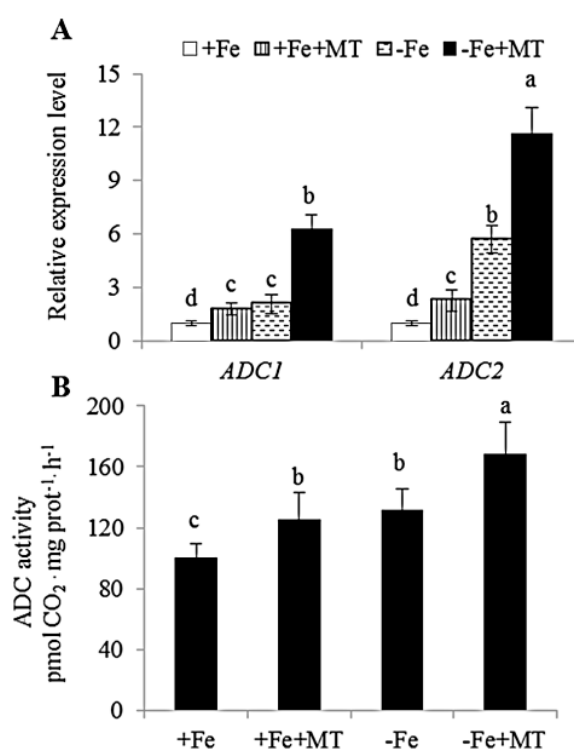 A
+Fe +Fe+MT -Fe -Fe+MT
Relative expression level
15
12
9
6
3
0
d c c b
d c b a
ADC1 ADC2
B
ADC activity
pmol CO₂ · mg prot⁻¹· h⁻¹
200
160
120
80
40
0
c b b a
+Fe +Fe+MT -Fe -Fe+MT